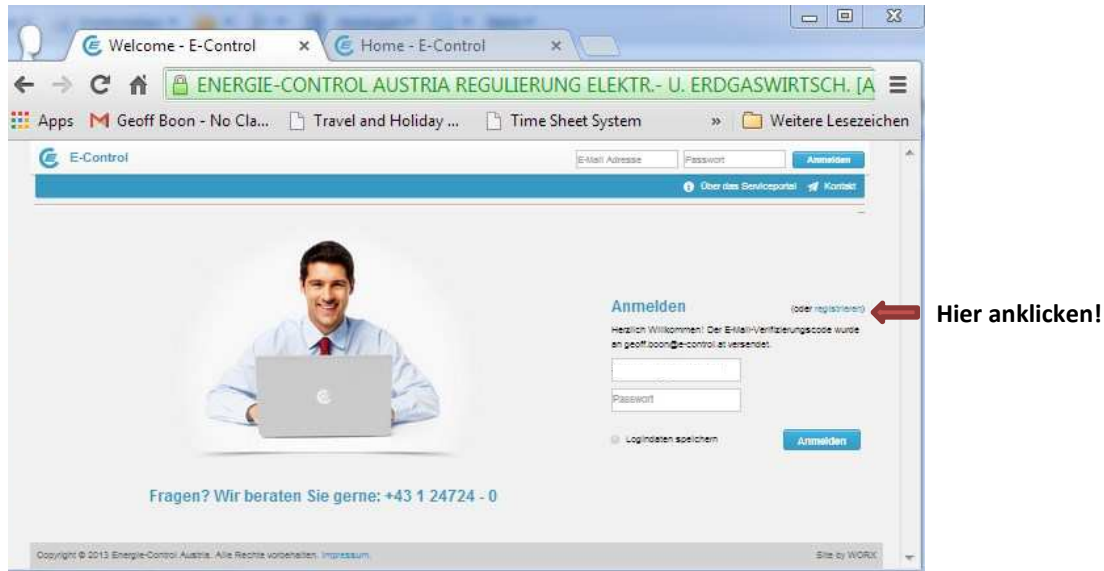 Welcome - E-Control
Home - E-Control
ENERGIE-CONTROL AUSTRIA REGULIERUNG ELEKTR.- U. ERDGASWIRTSCH. [A
Apps Geoff Boon - No Cla... Travel and Holiday ... Time Sheet System » Weitere Lesezeichen
E-Control
E-Mail Adresse
Passwort
Anmelden
Über das Serviceportal Kontakt
Anmelden (oder registrieren)
Hier anklicken!
Herzlich Willkommen! Der E-Mail-Verifizierungscode wurde
an geoff.boon@e-control.at versendet.
Passwort
Logindaten speichern
Anmelden
Fragen? Wir beraten Sie gerne: +43 1 24724 - 0
Copyright © 2013 Energie-Control Austria. Alle Rechte vorbehalten. Impressum.
Site by WORX